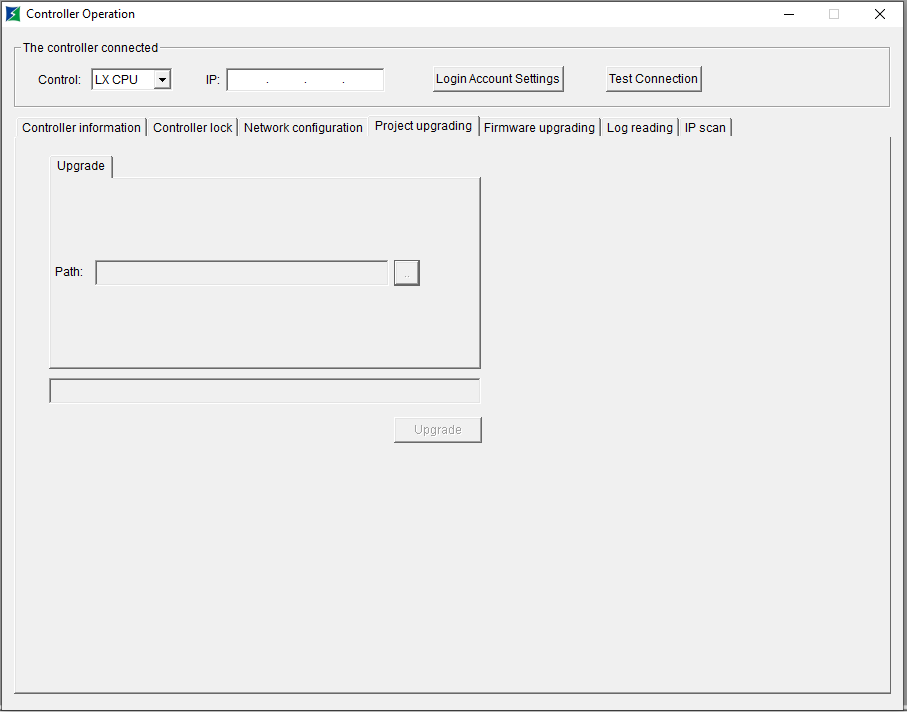 Controller Operation
The controller connected
Control: LX CPU IP: . . . Login Account Settings Test Connection
Controller information Controller lock Network configuration Project upgrading Firmware upgrading Log reading IP scan
Upgrade
Path: ..
Upgrade